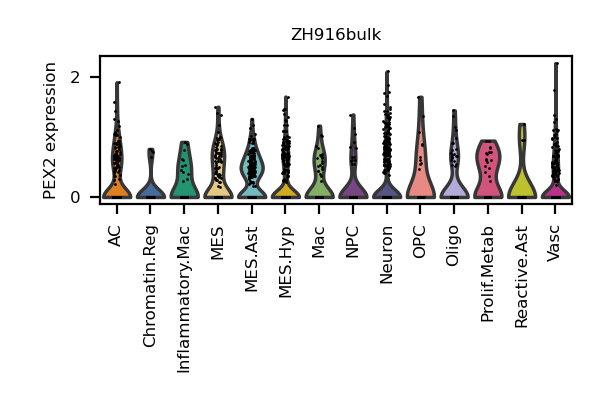 ZH916bulk
PEX2 expression
2
0
AC
Chromatin.Reg
Inflammatory.Mac
MES
MES.Ast
MES.Hyp
Mac
NPC
Neuron
OPC
Oligo
Prolif.Metab
Reactive.Ast
Vasc